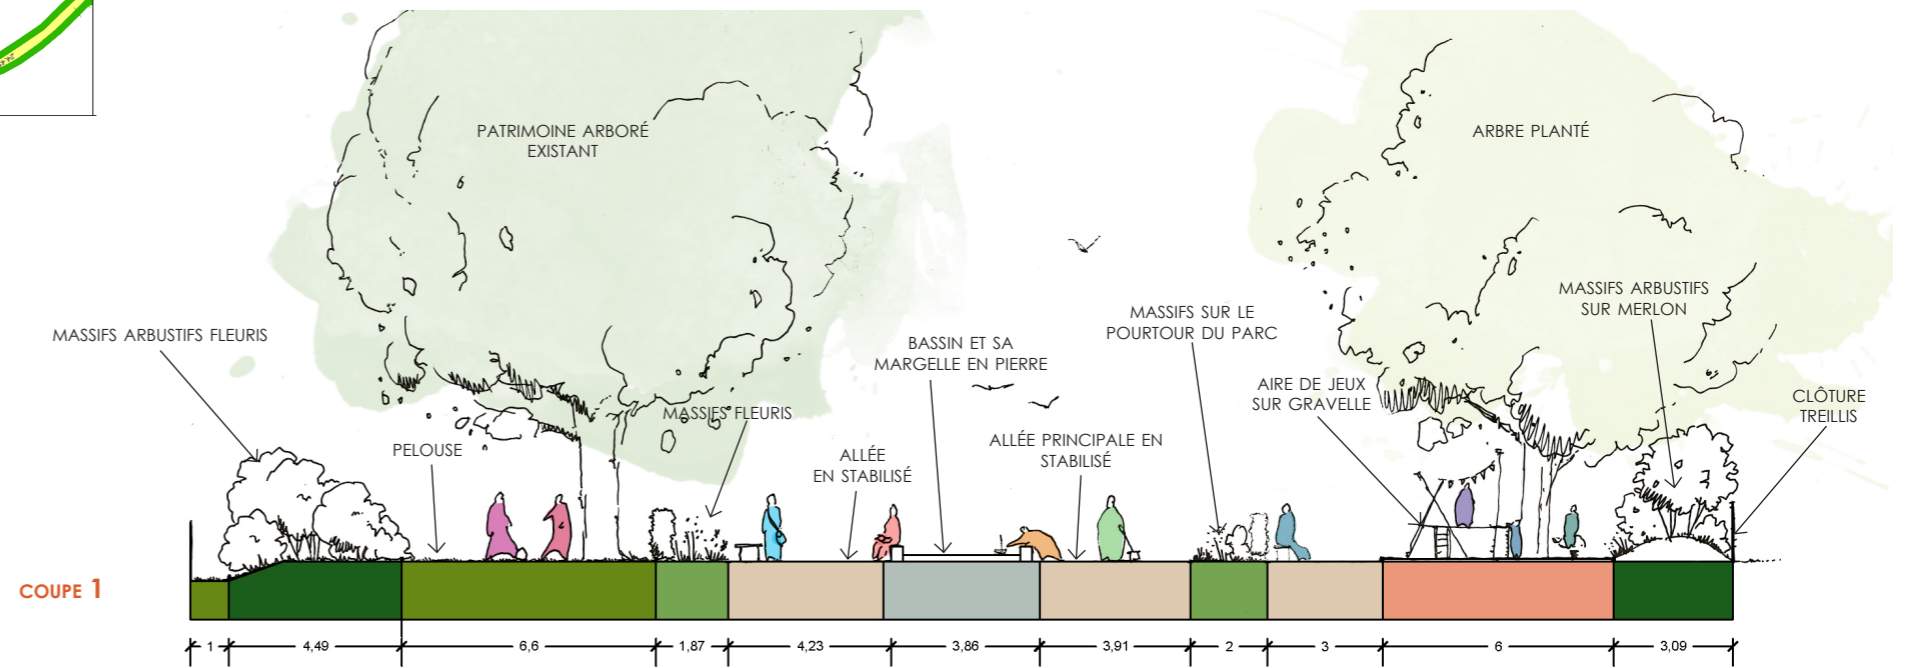 PATRIMOINE ARBORÉ
EXISTANT
ARBRE PLANTÉ
MASSIFS ARBUSTIFS
SUR MERLON
MASSIFS SUR LE
POURTOUR DU PARC
MASSIFS ARBUSTIFS FLEURIS
BASSIN ET SA
MARGELLE EN PIERRE
AIRE DE JEUX
SUR GRAVELLE
CLÔTURE
TREILLIS
MASSIFS FLEURIS
PELOUSE
ALLÉE
EN STABILISÉ
ALLÉE PRINCIPALE EN
STABILISÉ
COUPE 1
1 4,49 6,6 1,87 4,23 3,86 3,91 2 3 6 3,09